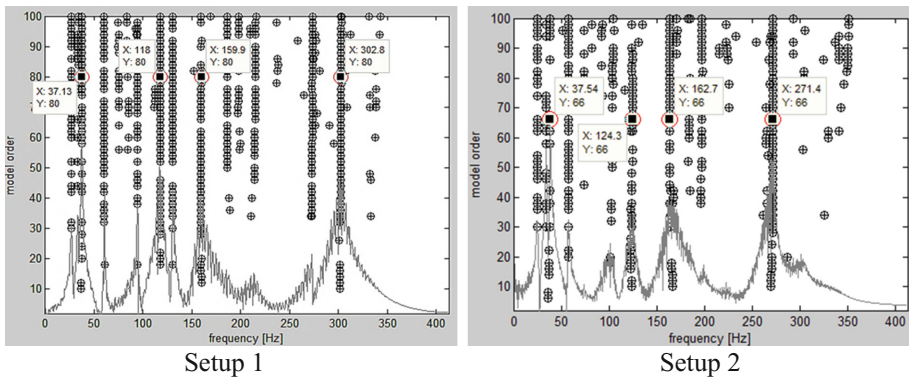 100
90
80
70
60
50
40
30
20
10
model order
0
50
100
150
200
250
300
350
400
frequency [Hz]
X: 37.13
Y: 80
X: 118
Y: 80
X: 159.9
Y: 80
X: 302.8
Y: 80
Setup 1
100
90
80
70
60
50
40
30
20
10
model order
0
50
100
150
200
250
300
350
400
frequency [Hz]
X: 37.54
Y: 66
X: 124.3
Y: 66
X: 162.7
Y: 66
X: 271.4
Y: 66
Setup 2